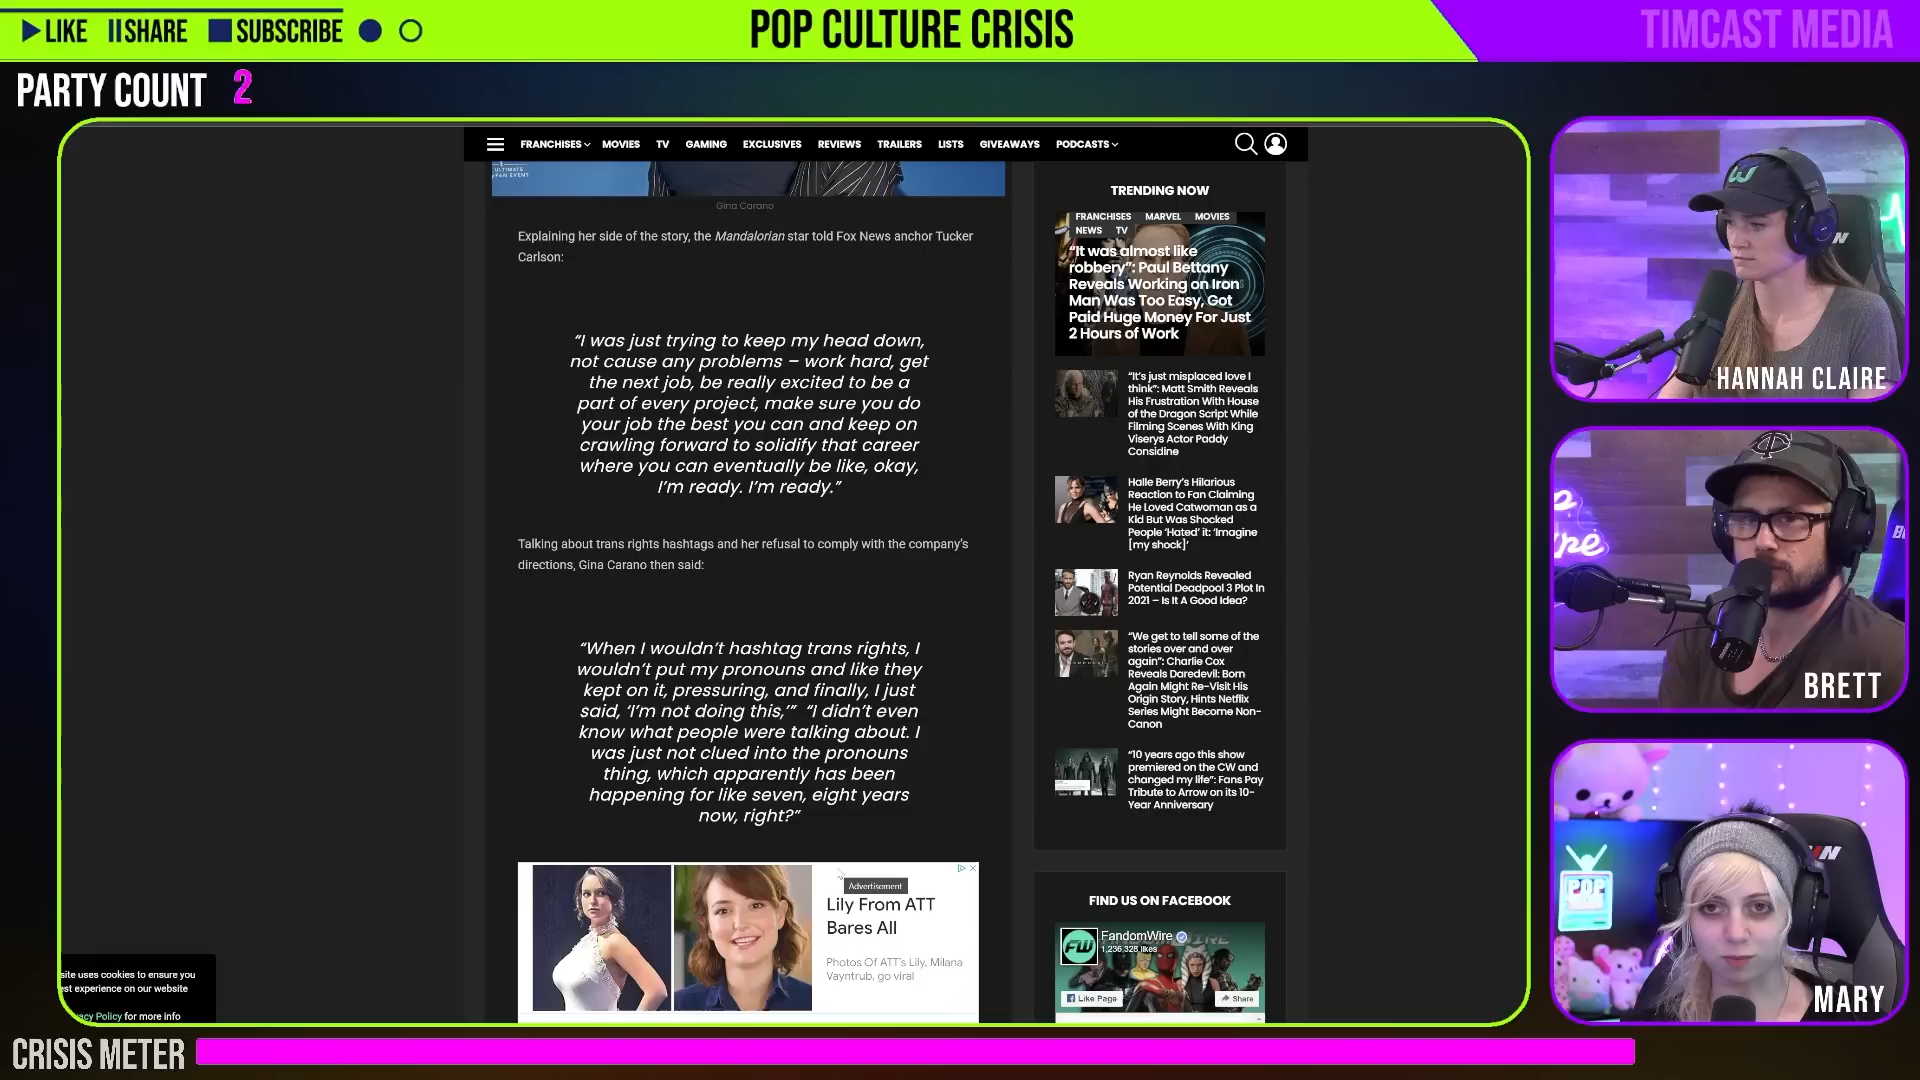 LIKE SHARE SUBSCRIBE
POP CULTURE CRISIS
TIMCAST MEDIA
PARTY COUNT 2
FRANCHISES MOVIES TV GAMING EXCLUSIVES REVIEWS TRAILERS LISTS GIVEAWAYS PODCASTS
ULTIMATE
FAN EVENT
Gina Carano
Explaining her side of the story, the Mandalorian star told Fox News anchor Tucker
Carlson:
“I was just trying to keep my head down,
not cause any problems – work hard, get
the next job, be really excited to be a
part of every project, make sure you do
your job the best you can and keep on
crawling forward to solidify that career
where you can eventually be like, okay,
I’m ready. I’m ready.”
Talking about trans rights hashtags and her refusal to comply with the company’s
directions, Gina Carano then said:
“When I wouldn’t hashtag trans rights, I
wouldn’t put my pronouns and like they
kept on it, pressuring, and finally, I just
said, ‘I’m not doing this,’” “I didn’t even
know what people were talking about. I
was just not clued into the pronouns
thing, which apparently has been
happening for like seven, eight years
now, right?”
Advertisement
Lily From ATT
Bares All
Photos Of ATT's Lily, Milana
Vayntrub, go viral
TRENDING NOW
FRANCHISES MARVEL MOVIES
NEWS TV
“It was almost like
robbery”: Paul Bettany
Reveals Working on Iron
Man Was Too Easy, Got
Paid Huge Money For Just
2 Hours of Work
“It’s just misplaced love I
think”: Matt Smith Reveals
His Frustration With House
of the Dragon Script While
Filming Scenes With King
Viserys Actor Paddy
Considine
Halle Berry’s Hilarious
Reaction to Fan Claiming
He Loved Catwoman as a
Kid But Was Shocked
People ‘Hated’ it: ‘Imagine
[my shock]’
Ryan Reynolds Revealed
Potential Deadpool 3 Plot In
2021 – Is It A Good Idea?
“We get to tell some of the
stories over and over
again”: Charlie Cox
Reveals Daredevil: Born
Again Might Re-Visit His
Origin Story, Hints Netflix
Series Might Become Non-
Canon
“10 years ago this show
premiered on the CW and
changed my life”: Fans Pay
Tribute to Arrow on its 10-
Year Anniversary
FIND US ON FACEBOOK
FW
FandomWire
1,236,328 likes
Like Page
Share
site uses cookies to ensure you
st experience on our website
acy Policy for more info
HANNAH CLAIRE
BRETT
POP
MARY
CRISIS METER